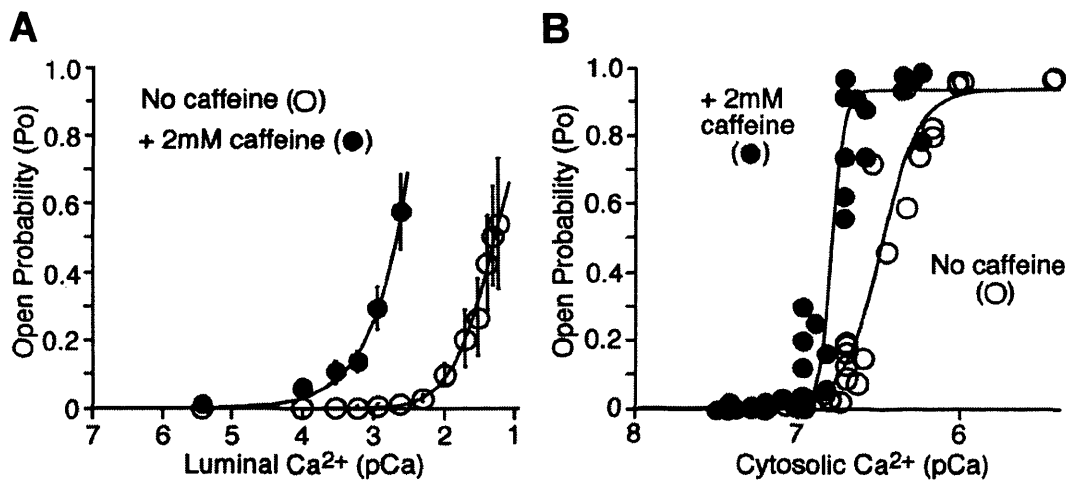 A
Open Probability (Po)
1.0
0.8
0.6
0.4
0.2
0
No caffeine (○)
+ 2mM caffeine (●)
7 6 5 4 3 2 1
Luminal Ca²⁺ (pCa)
B
Open Probability (Po)
1.0
0.8
0.6
0.4
0.2
0
+ 2mM
caffeine
(●)
No caffeine
(○)
8 7 6
Cytosolic Ca²⁺ (pCa)